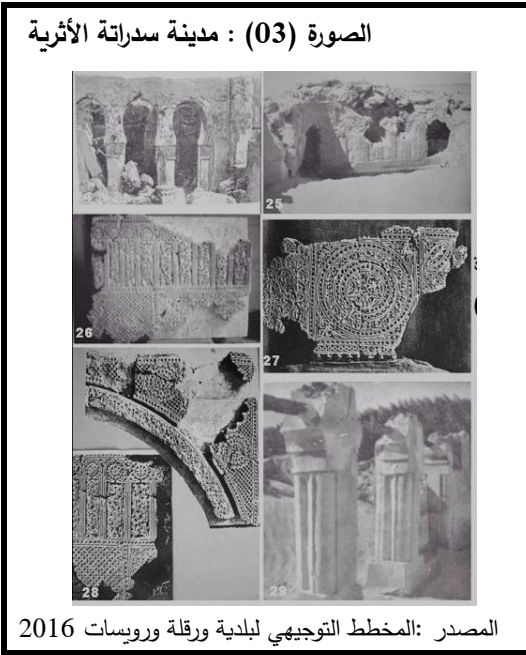 الصورة (03) : مدينة سدراتة الأثرية
25
26
27
28
29
المصدر :المخطط التوجيهي لبلدية ورقلة ورويسات 2016